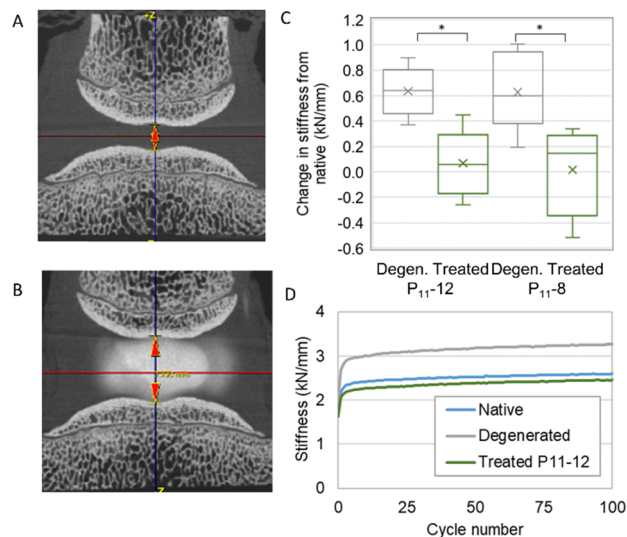 A
+Z
B
-Z
C
Change in stiffness from
native (kN/mm)
1.2
1.0
0.8
0.6
0.4
0.2
0.0
-0.2
-0.4
-0.6
*
*
Degen. Treated
P₁₁-12
Degen. Treated
P₁₁-8
D
Stiffness (kN/mm)
4
3
2
1
0
Native
Degenerated
Treated P11-12
0
25
50
75
100
Cycle number